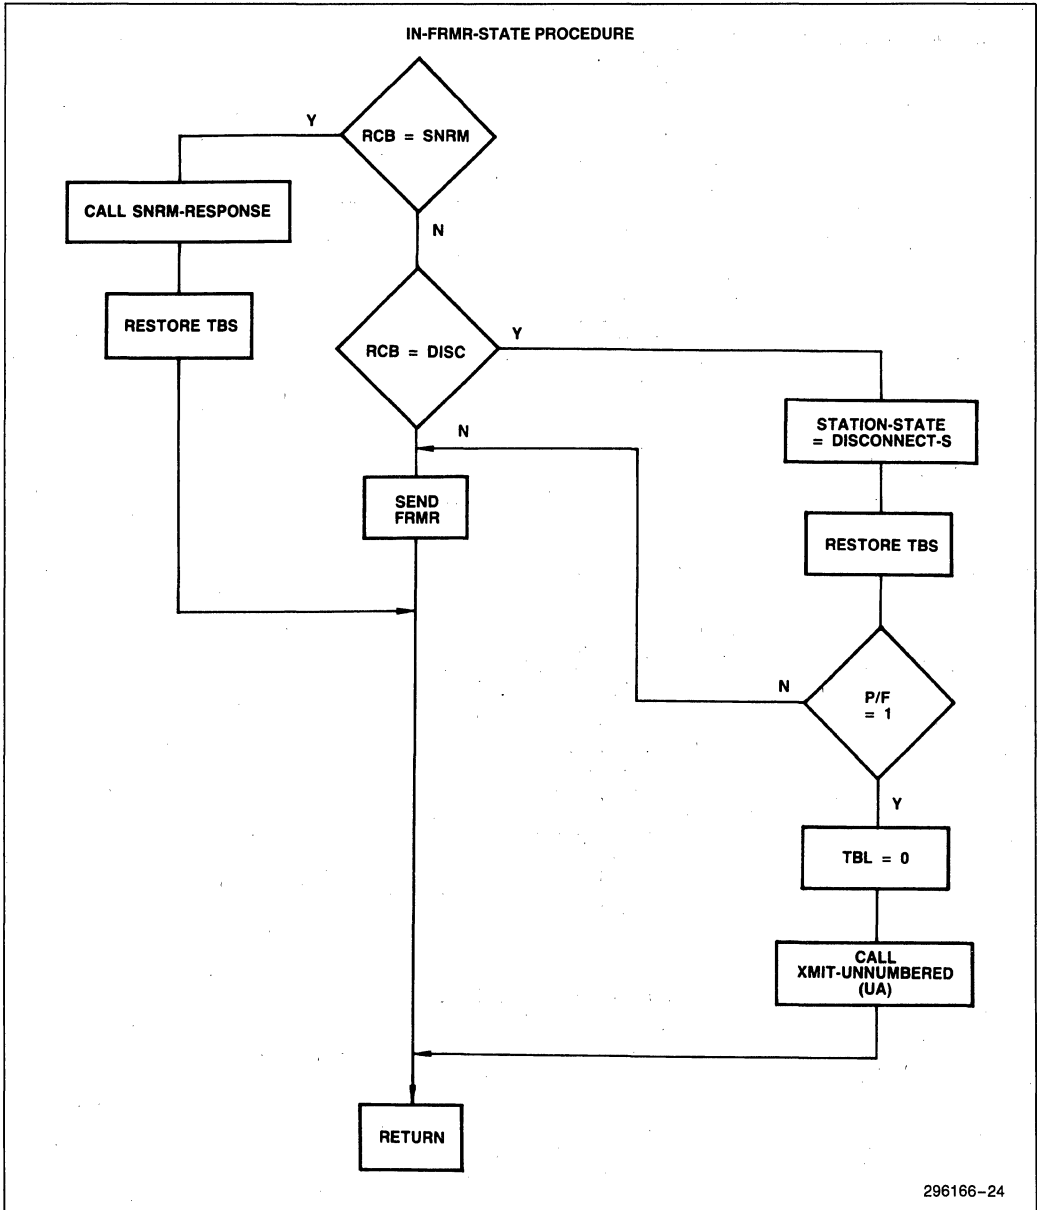 IN-FRMR-STATE PROCEDURE
RCB = SNRM
Y
N
CALL SNRM-RESPONSE
RESTORE TBS
RCB = DISC
Y
N
STATION-STATE
= DISCONNECT-S
SEND
FRMR
RESTORE TBS
P/F
= 1
N
Y
TBL = 0
CALL
XMIT-UNNUMBERED
(UA)
RETURN
296166-24